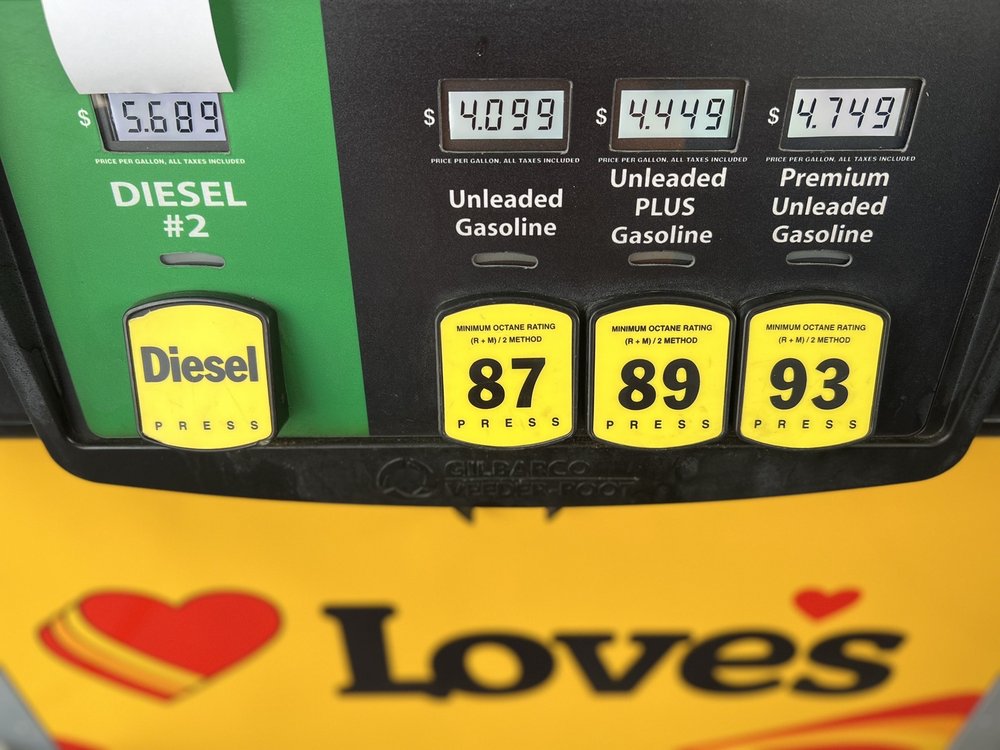 $ 5.689
PRICE PER GALLON, ALL TAXES INCLUDED
DIESEL
#2
Diesel
PRESS
$ 4.099
PRICE PER GALLON, ALL TAXES INCLUDED
Unleaded
Gasoline
MINIMUM OCTANE RATING
(R + M) / 2 METHOD
87
PRESS
$ 4.449
PRICE PER GALLON, ALL TAXES INCLUDED
Unleaded
PLUS
Gasoline
MINIMUM OCTANE RATING
(R + M) / 2 METHOD
89
PRESS
$ 4.749
PRICE PER GALLON, ALL TAXES INCLUDED
Premium
Unleaded
Gasoline
MINIMUM OCTANE RATING
(R + M) / 2 METHOD
93
PRESS
GILBARCO
VEEDER-ROOT
Love's